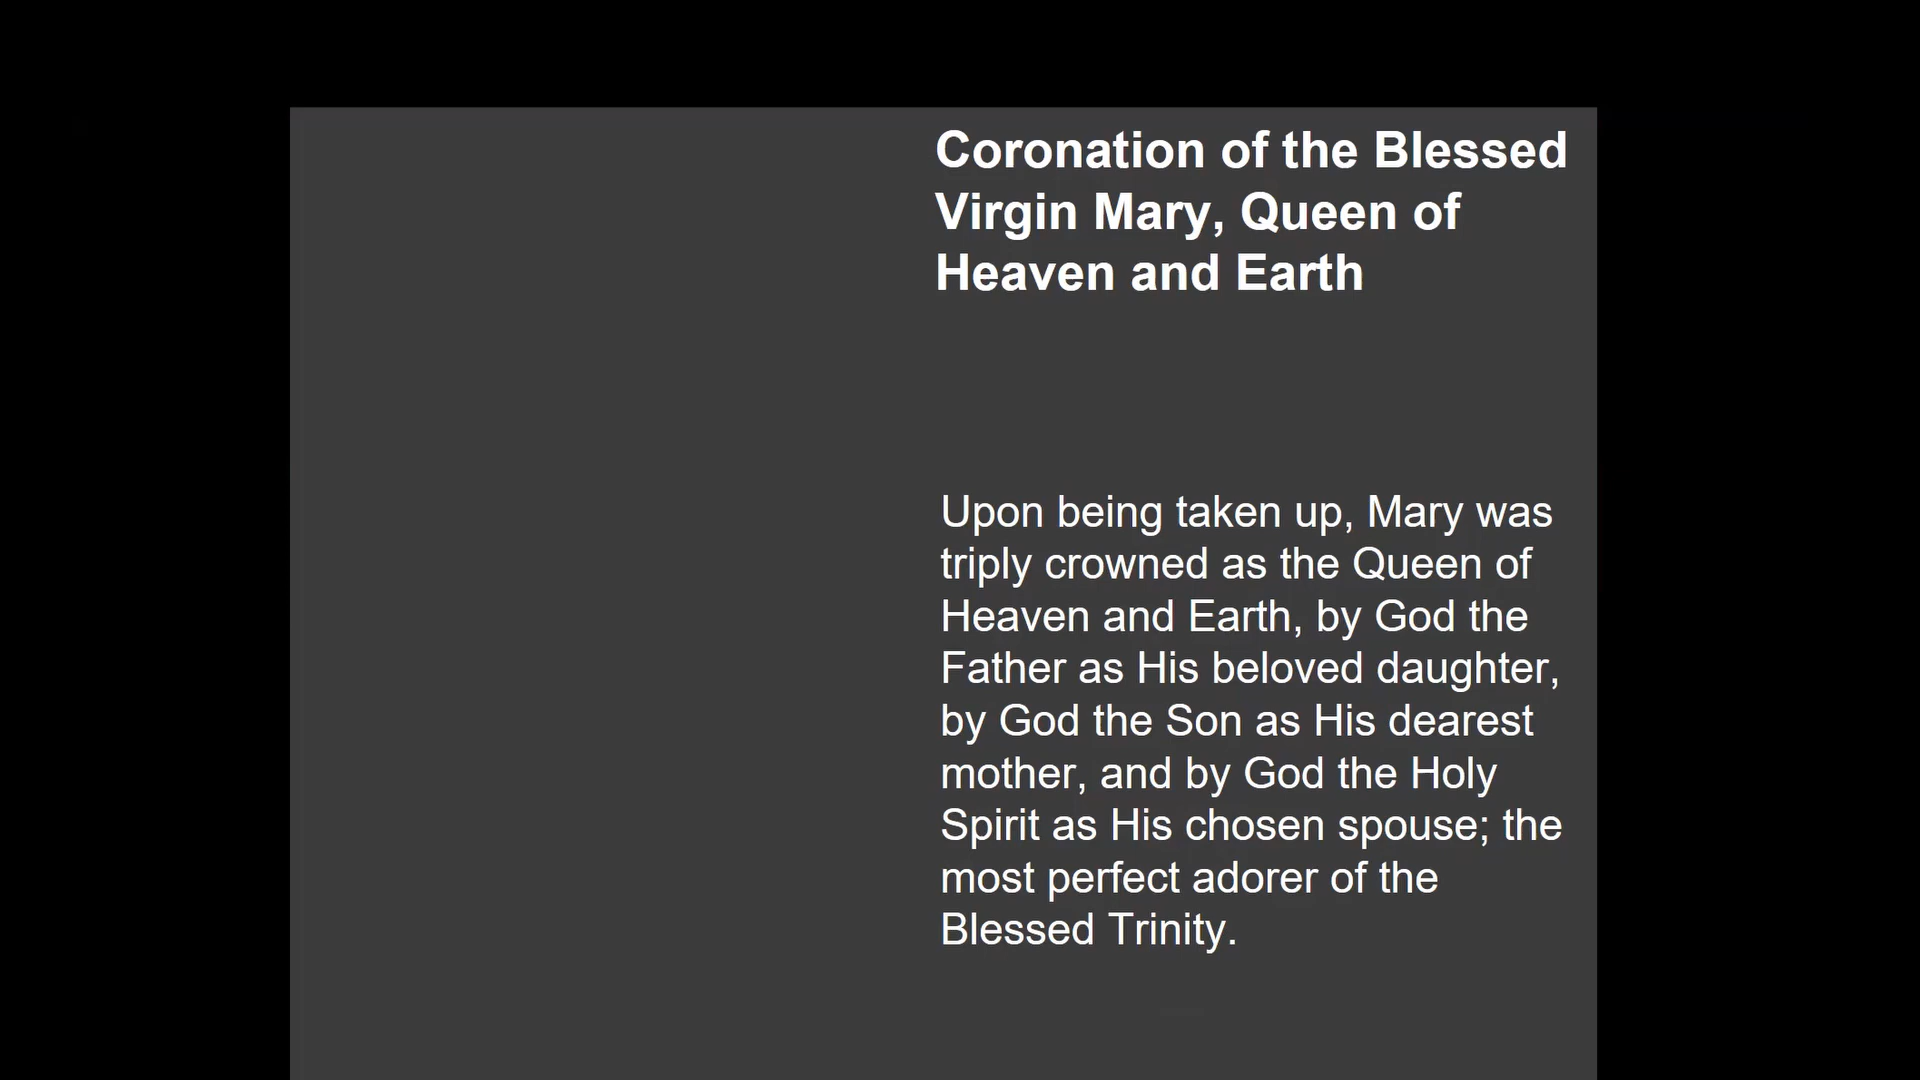 Coronation of the Blessed
Virgin Mary, Queen of
Heaven and Earth
Upon being taken up, Mary was
triply crowned as the Queen of
Heaven and Earth, by God the
Father as His beloved daughter,
by God the Son as His dearest
mother, and by God the Holy
Spirit as His chosen spouse; the
most perfect adorer of the
Blessed Trinity.